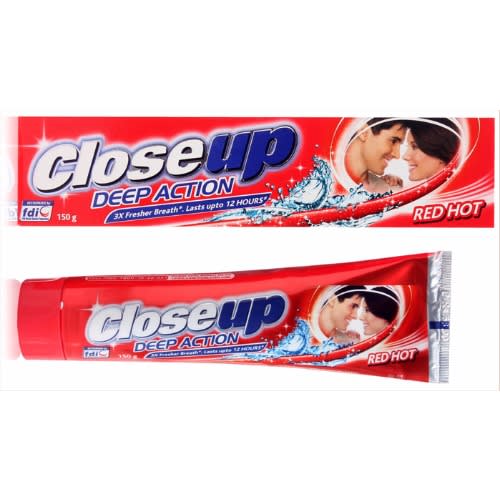 Closeup
DEEP ACTION
3X Fresher Breath*. Lasts upto 12 HOURS*
fdi
150 g
RED HOT
Closeup
DEEP ACTION
3X Fresher Breath*. Lasts upto 12 HOURS*
fdi
150 g
RED HOT